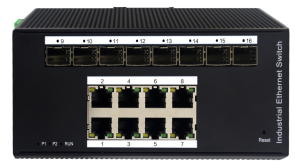 •9 •10 •11 •12 •13 •14 •15 •16
2 4 6 8
1 3 5 7
P1 P2 RUN
Reset
Industrial Ethernet Switch